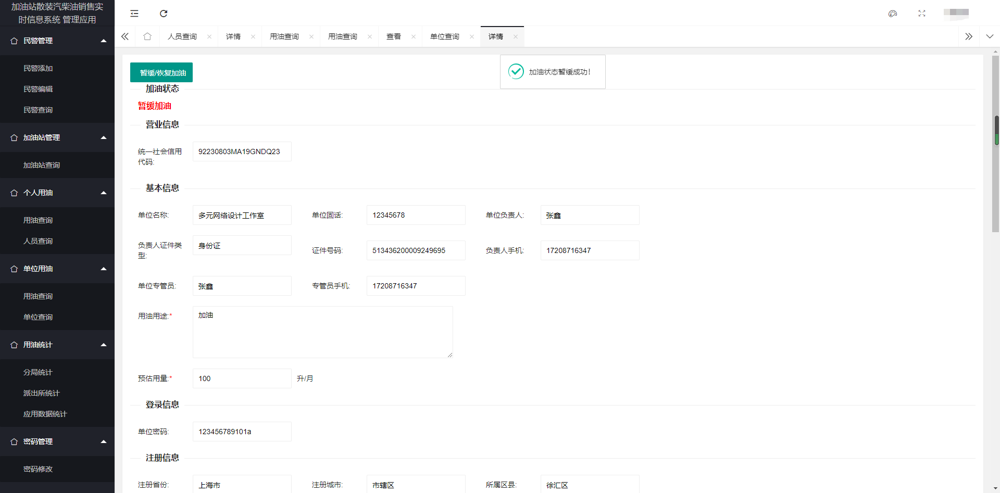 加油站散装汽柴油销售实
时信息系统 管理应用
民警管理
民警添加
民警编辑
民警查询
加油站管理
加油站查询
个人用油
用油查询
人员查询
单位用油
用油查询
单位查询
用油统计
分局统计
派出所统计
应用数据统计
密码管理
密码修改
人员查询
详情
用油查询
用油查询
查看
单位查询
详情
暂缓/恢复加油
加油状态暂缓成功!
加油状态
暂缓加油
营业信息
统一社会信用
代码:
92230803MA19GNDQ23
基本信息
单位名称: 多元网络设计工作室 单位固话: 12345678 单位负责人: 张鑫
负责人证件类
型:
身份证 证件号码: 513436200009249695 负责人手机: 17208716347
单位专管员: 张鑫 专管员手机: 17208716347
用油用途:* 加油
预估用量:* 100 升/月
登录信息
单位密码: 123456789101a
注册信息
注册省份: 上海市 注册城市: 市辖区 所属区县: 徐汇区